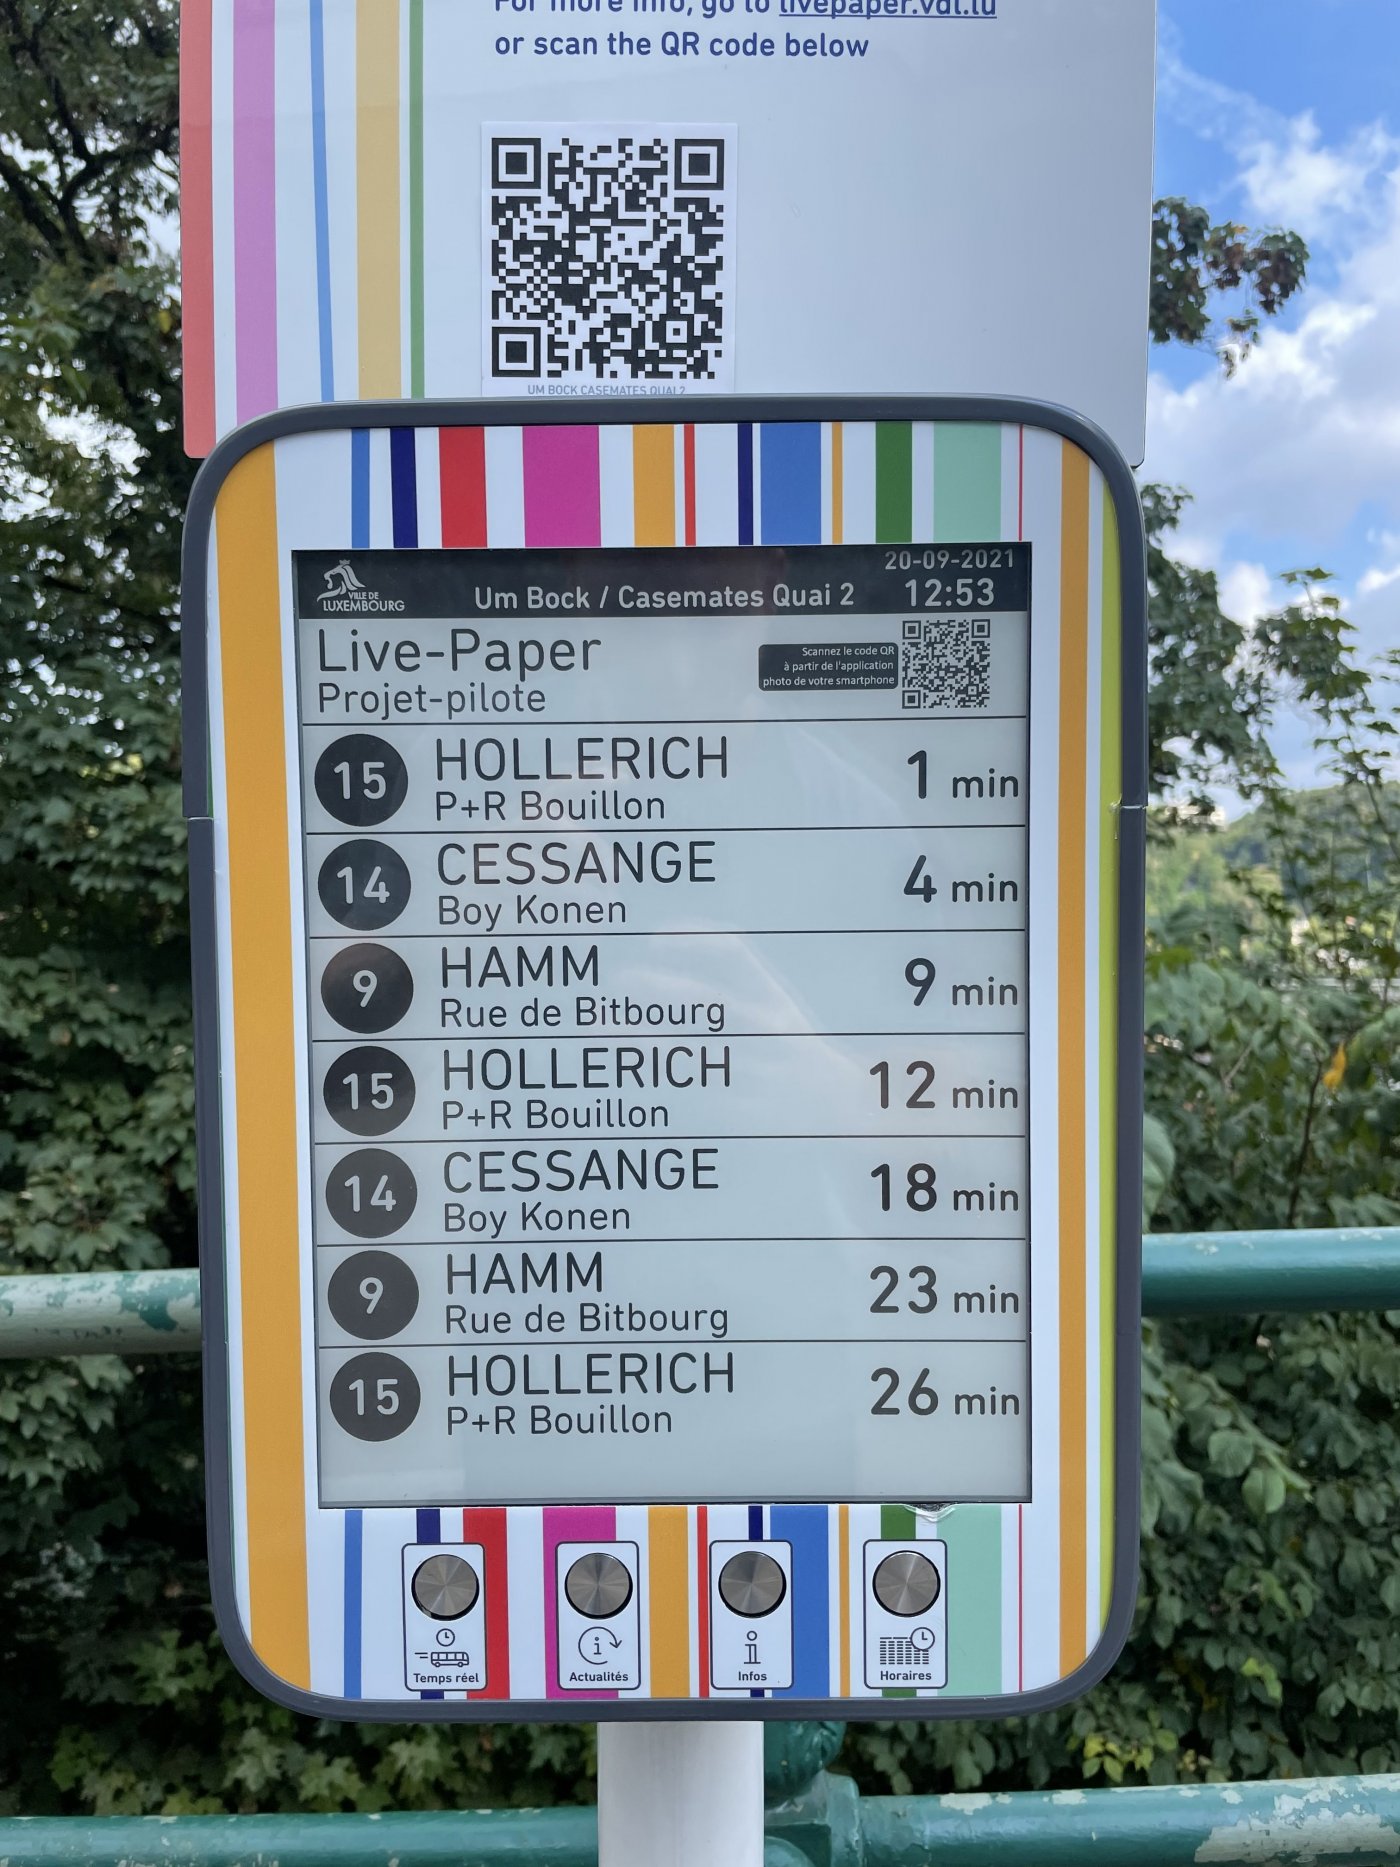 For more info, go to livepaper.vdl.lu
or scan the QR code below
UM BOCK CASEMATES QUAI 2
VILLE DE
LUXEMBOURG
Um Bock / Casemates Quai 2
20-09-2021
12:53
Live-Paper
Projet-pilote
Scannez le code QR
à partir de l'application
photo de votre smartphone
15 HOLLERICH 1 min
P+R Bouillon
14 CESSANGE 4 min
Boy Konen
9 HAMM 9 min
Rue de Bitbourg
15 HOLLERICH 12 min
P+R Bouillon
14 CESSANGE 18 min
Boy Konen
9 HAMM 23 min
Rue de Bitbourg
15 HOLLERICH 26 min
P+R Bouillon
Temps réel
Actualités
Infos
Horaires